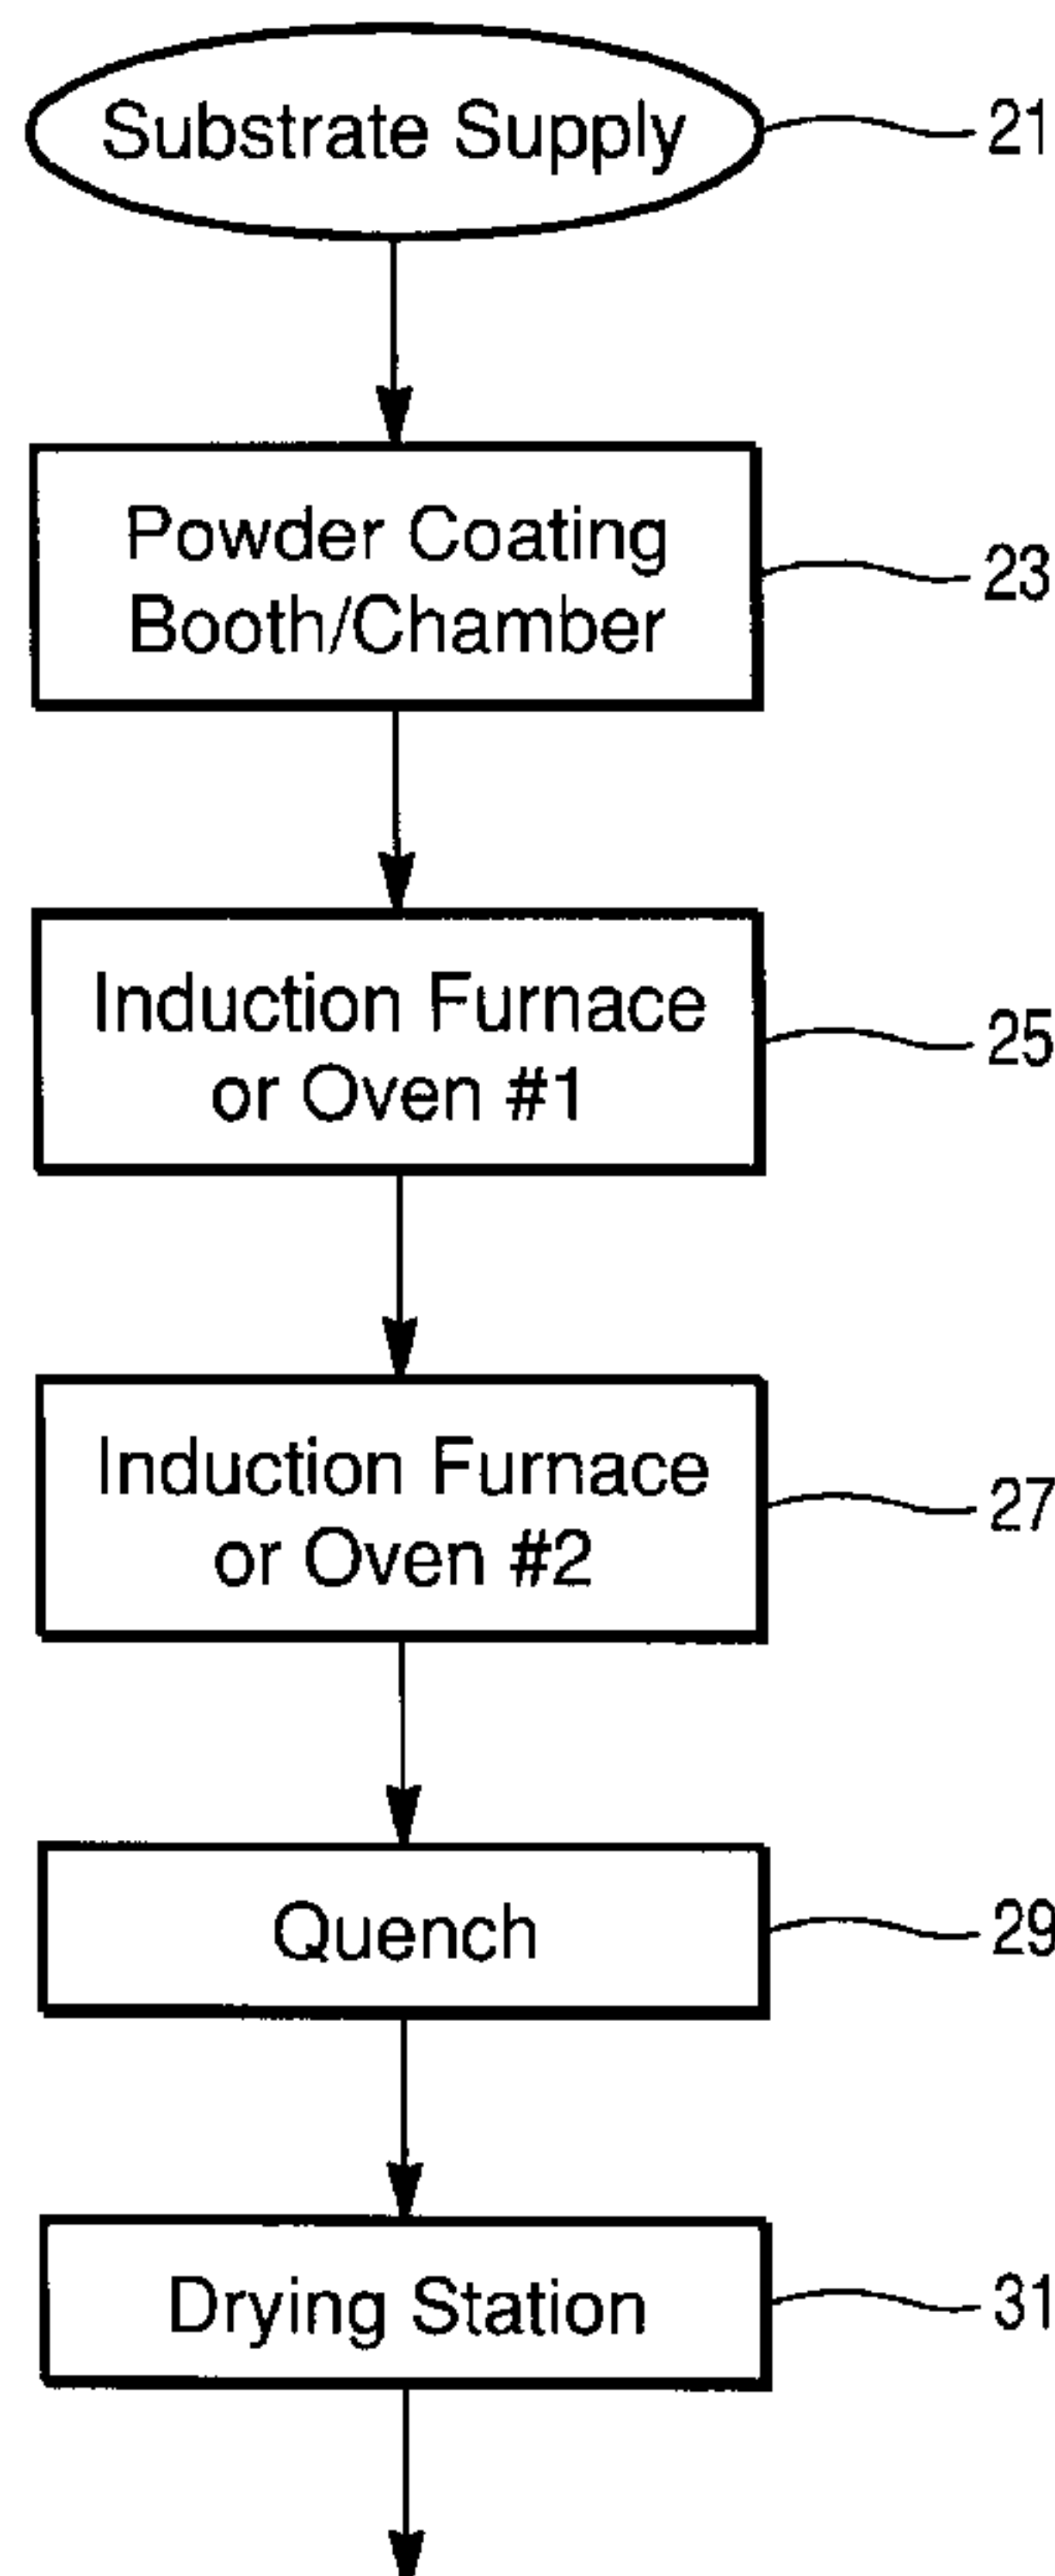 Substrate Supply
21
Powder Coating
Booth/Chamber
23
Induction Furnace
or Oven #1
25
Induction Furnace
or Oven #2
27
Quench
29
Drying Station
31